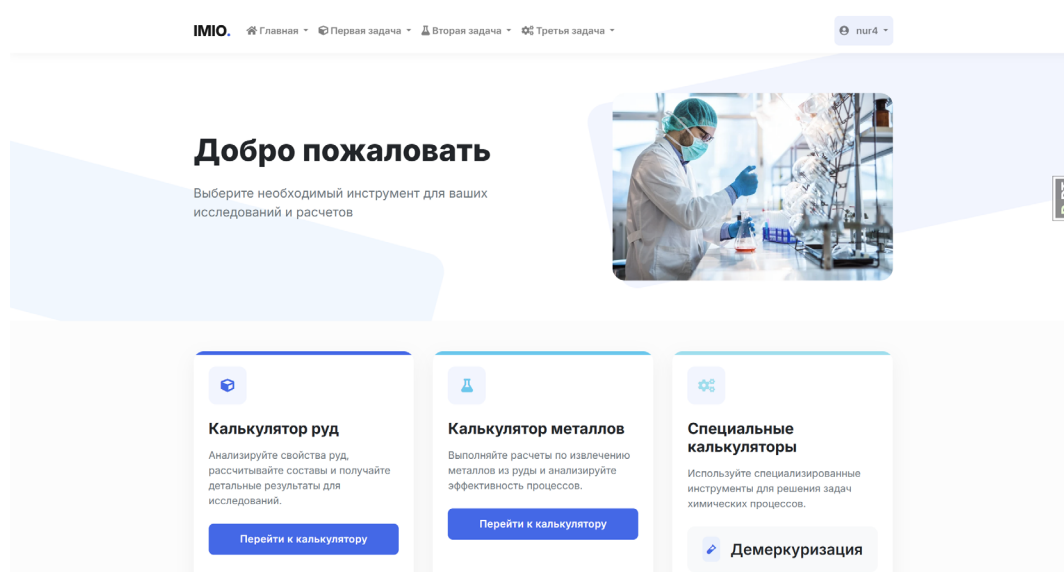 IMIO. Главная Первая задача Вторая задача Третья задача nur4
Добро пожаловать
Выберите необходимый инструмент для ваших
исследований и расчетов
Калькулятор руд
Анализируйте свойства руд,
рассчитывайте составы и получайте
детальные результаты для
исследований.
Перейти к калькулятору
Калькулятор металлов
Выполняйте расчеты по извлечению
металлов из руды и анализируйте
эффективность процессов.
Перейти к калькулятору
Специальные
калькуляторы
Используйте специализированные
инструменты для решения задач
химических процессов.
Демеркуризация